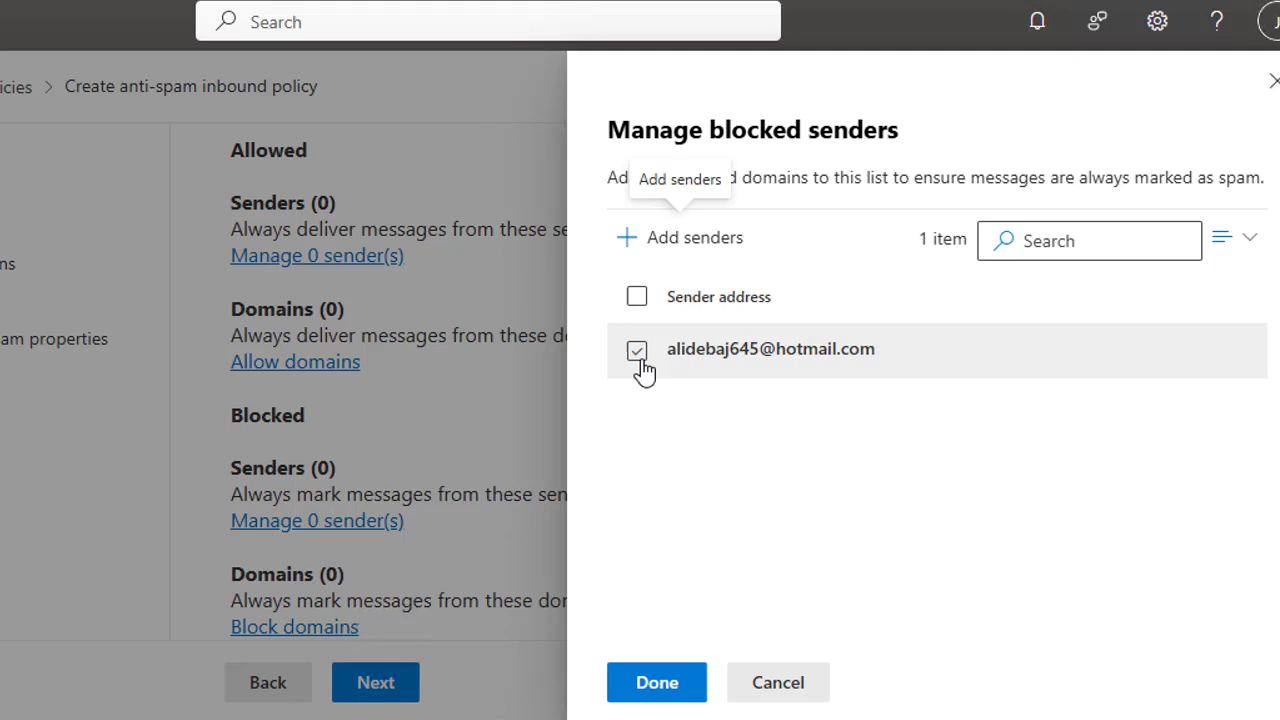 Search
J
icies > Create anti-spam inbound policy
ns
am properties
Allowed
Senders (0)
Always deliver messages from these se
Manage 0 sender(s)
Domains (0)
Always deliver messages from these d
Allow domains
Blocked
Senders (0)
Always mark messages from these sen
Manage 0 sender(s)
Domains (0)
Always mark messages from these dor
Block domains
Back
Next
Manage blocked senders
Ad
d domains to this list to ensure messages are always marked as spam.
Add senders
Add senders
1 item
Search
Sender address
alidebaj645@hotmail.com
Done
Cancel